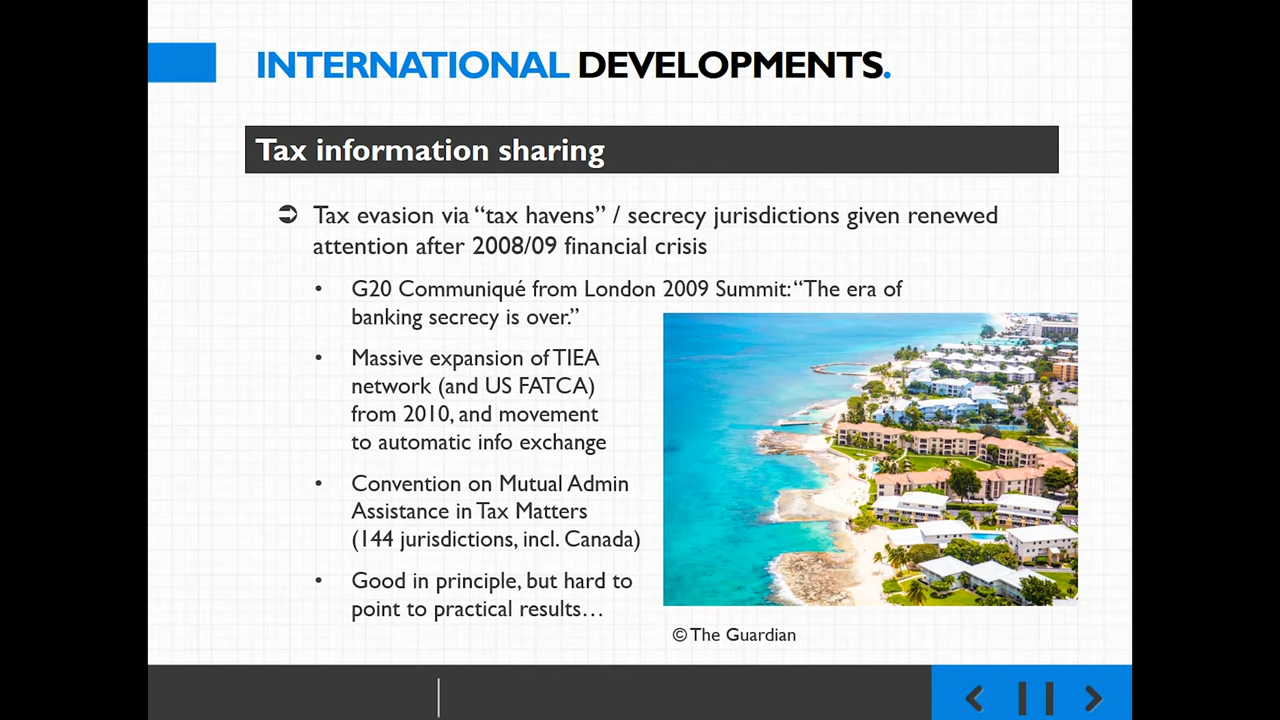 INTERNATIONAL DEVELOPMENTS.
Tax information sharing
Tax evasion via “tax havens” / secrecy jurisdictions given renewed
attention after 2008/09 financial crisis
• G20 Communiqué from London 2009 Summit: “The era of
banking secrecy is over.”
• Massive expansion of TIEA
network (and US FATCA)
from 2010, and movement
to automatic info exchange
• Convention on Mutual Admin
Assistance in Tax Matters
(144 jurisdictions, incl. Canada)
• Good in principle, but hard to
point to practical results…
© The Guardian